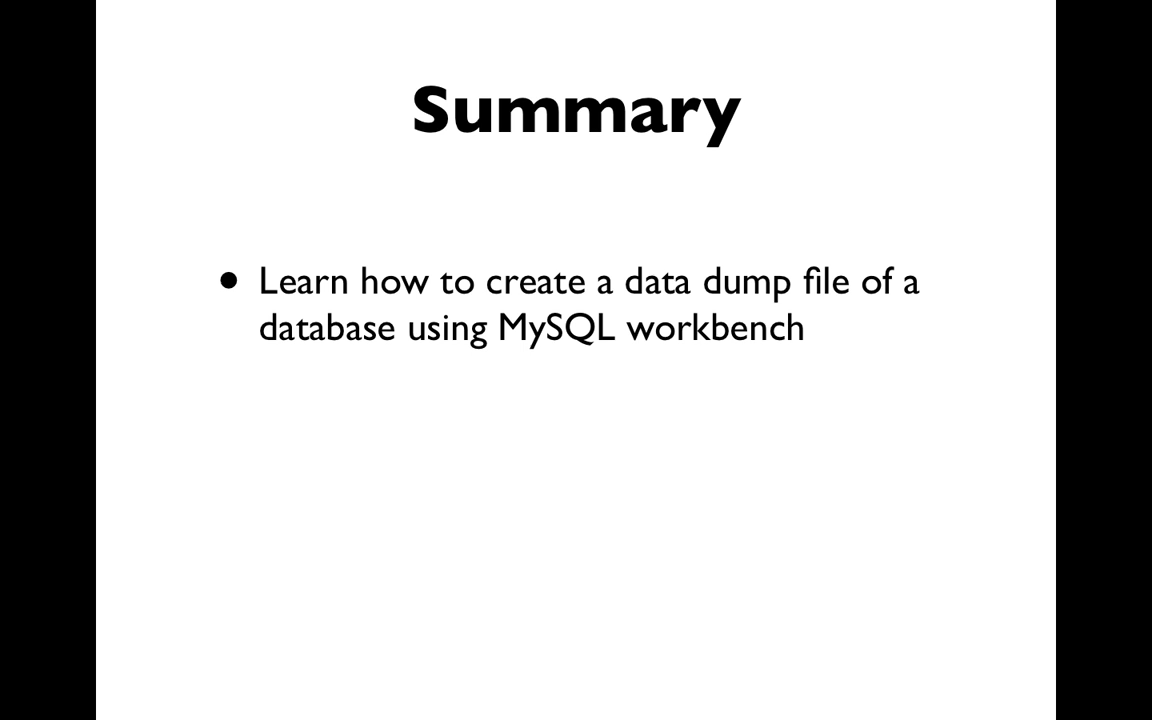 Summary
• Learn how to create a data dump file of a
database using MySQL workbench